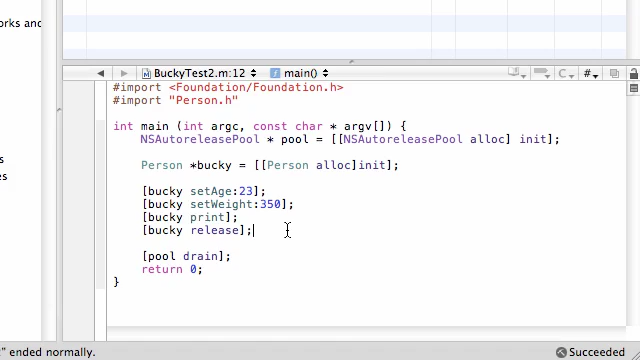 orks and
BuckyTest2.m:12 main() C #
#import <Foundation/Foundation.h>
#import "Person.h"
int main (int argc, const char * argv[]) {
NSAutoreleasePool * pool = [[NSAutoreleasePool alloc] init];
Person *bucky = [[Person alloc]init];
[bucky setAge:23];
[bucky setWeight:350];
[bucky print];
[bucky release];
s
es
[pool drain];
return 0;
}
" ended normally.
Succeeded